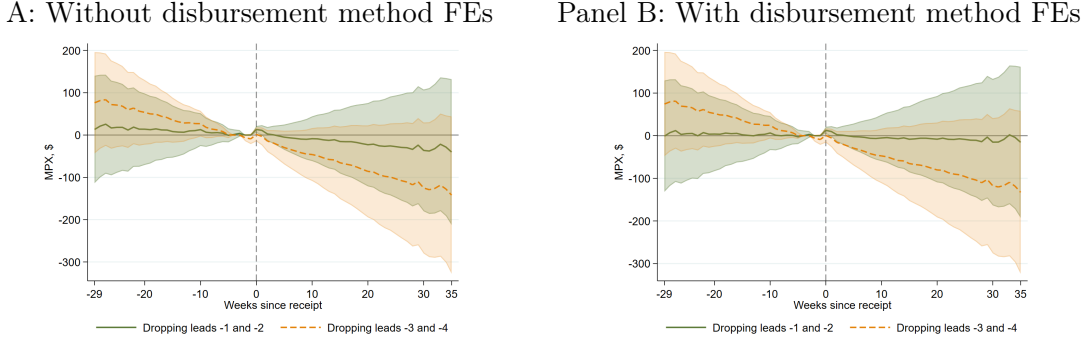 A: Without disbursement method FEs
200
100
0
-100
-200
-300
MPX, $
-29 -20 -10 0 10 20 30 35
Weeks since receipt
Dropping leads -1 and -2 Dropping leads -3 and -4
Panel B: With disbursement method FEs
200
100
0
-100
-200
-300
MPX, $
-29 -20 -10 0 10 20 30 35
Weeks since receipt
Dropping leads -1 and -2 Dropping leads -3 and -4